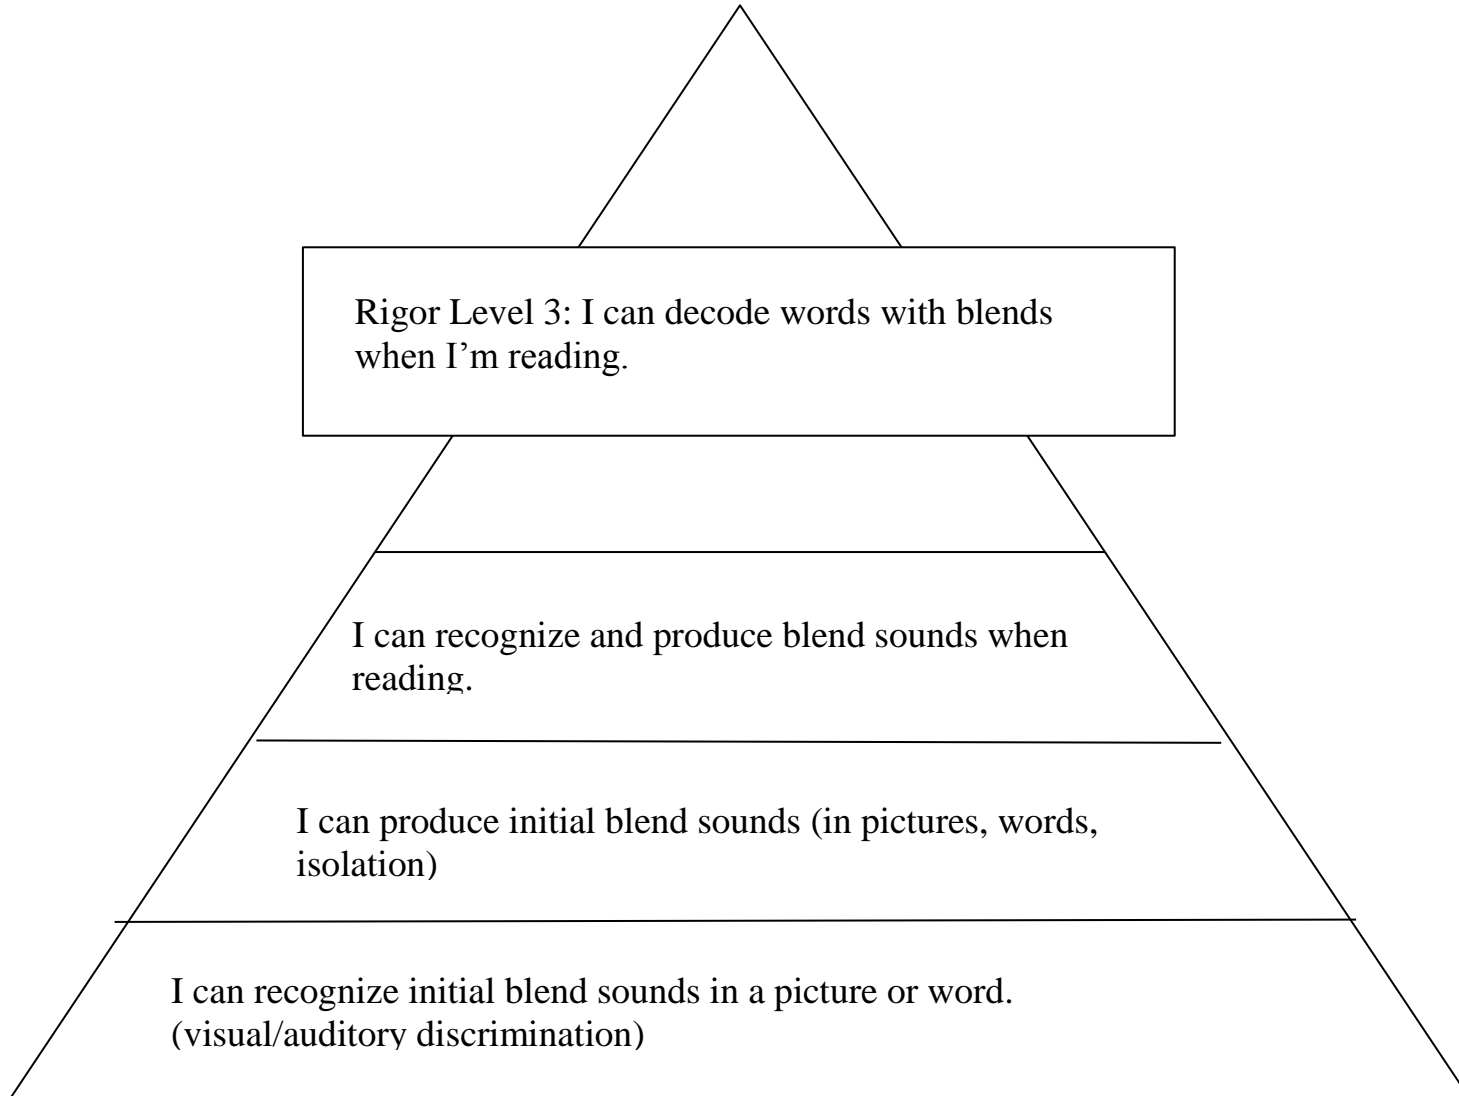 Rigor Level 3: I can decode words with blends
when I’m reading.
I can recognize and produce blend sounds when
reading.
I can produce initial blend sounds (in pictures, words,
isolation)
I can recognize initial blend sounds in a picture or word.
(visual/auditory discrimination)